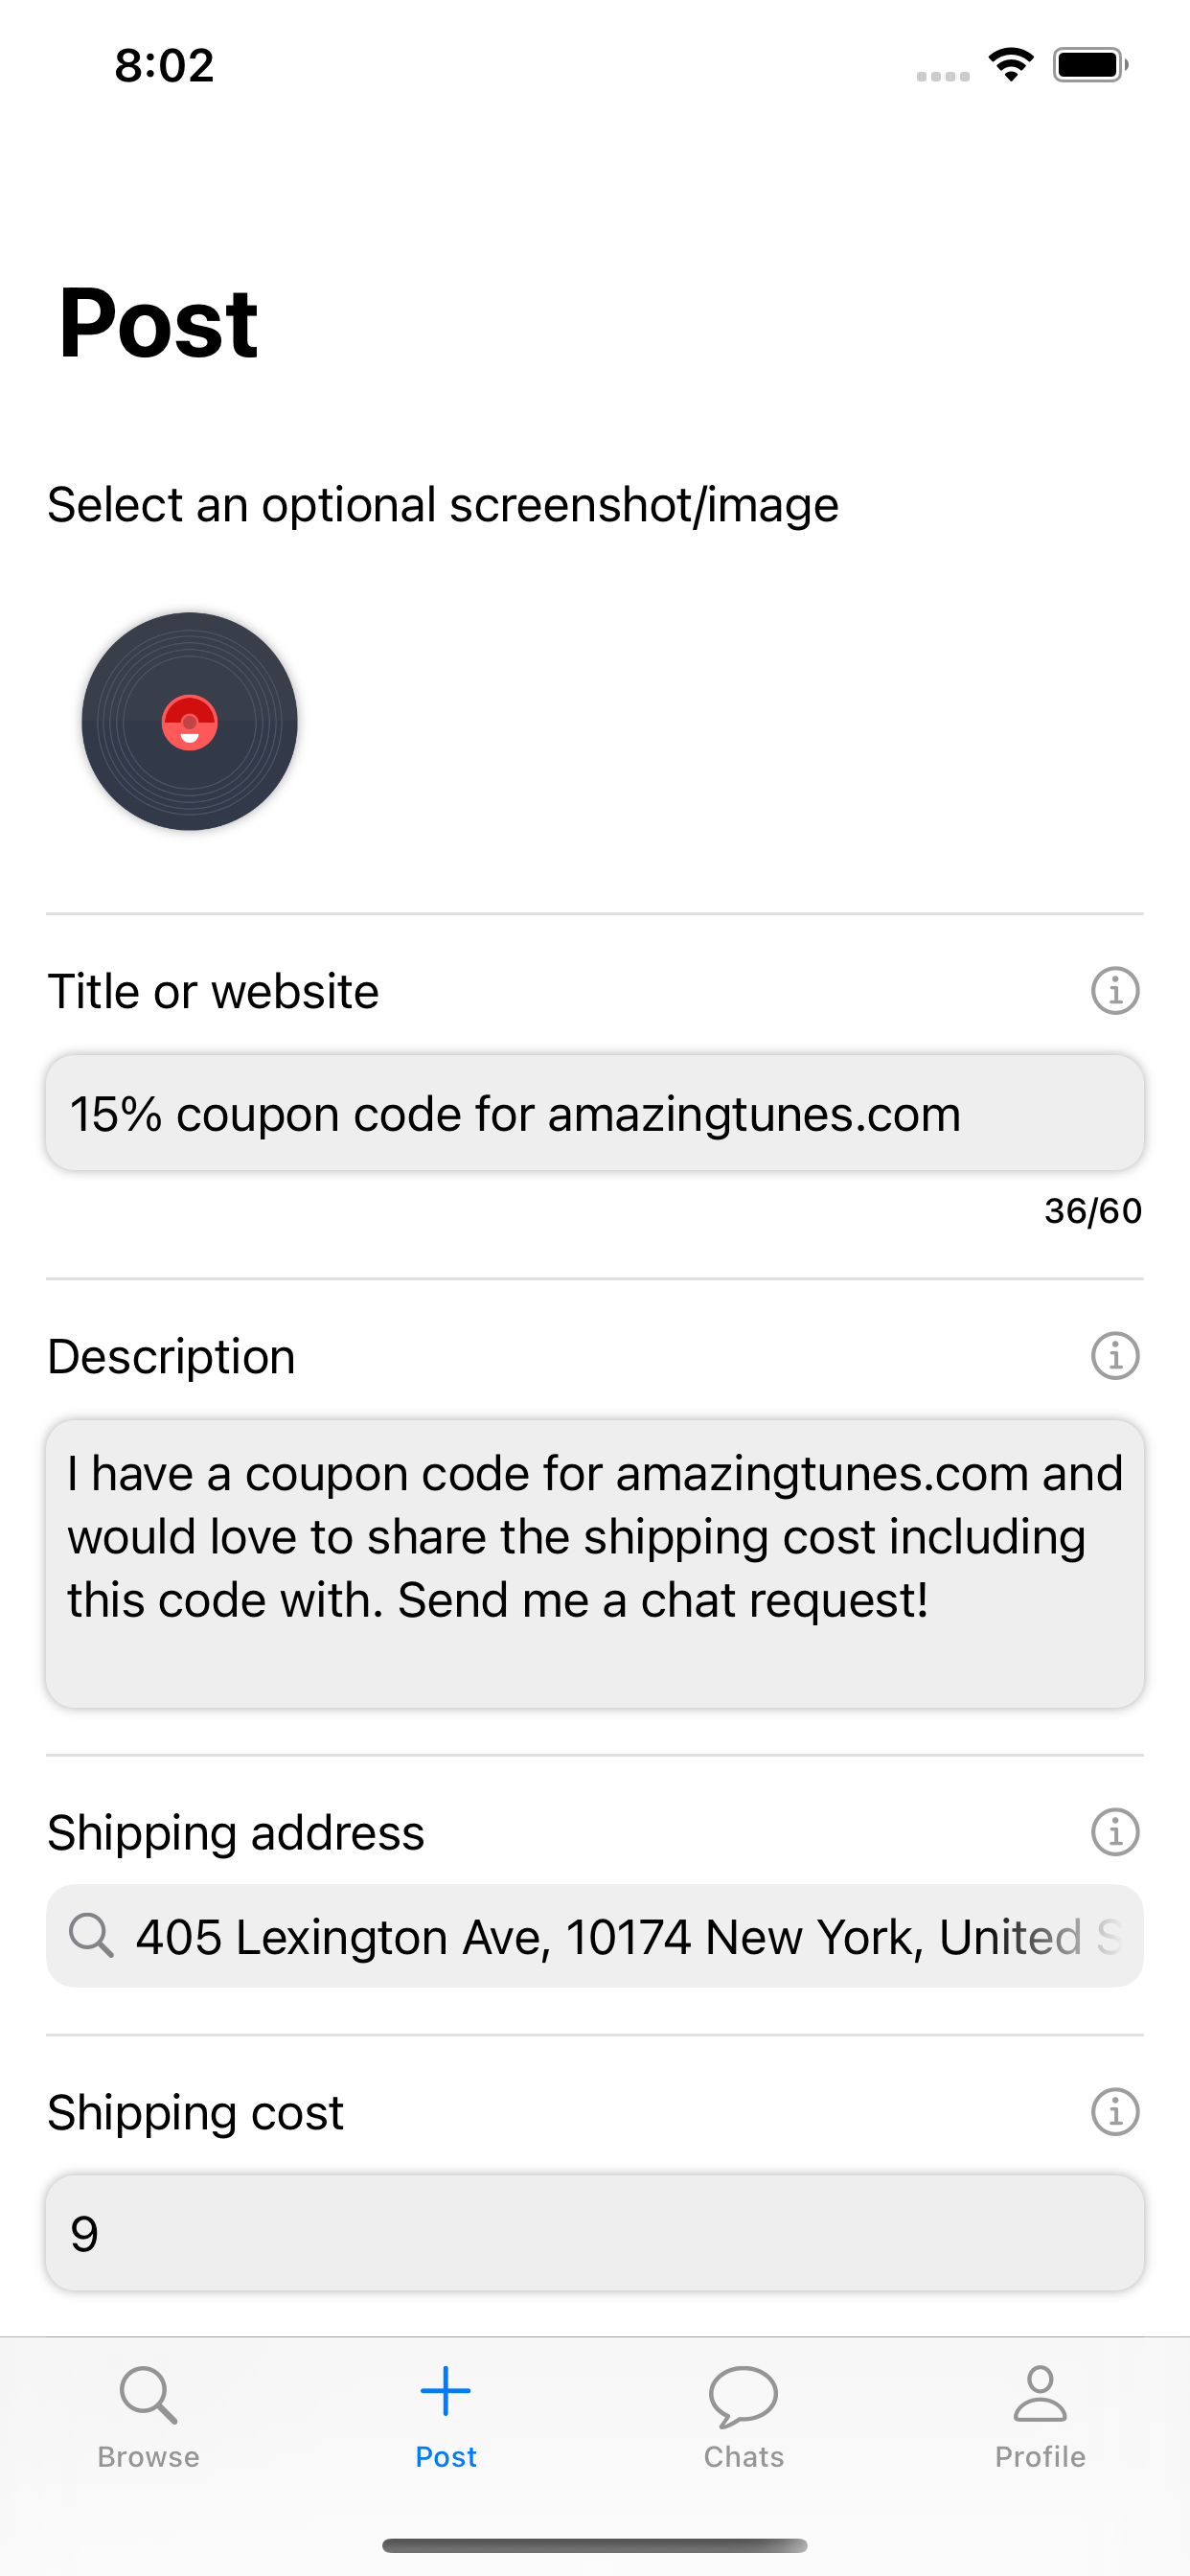 8:02
Post
Select an optional screenshot/image
Title or website
15% coupon code for amazingtunes.com
36/60
Description
I have a coupon code for amazingtunes.com and
would love to share the shipping cost including
this code with. Send me a chat request!
Shipping address
405 Lexington Ave, 10174 New York, United S
Shipping cost
9
Browse
Post
Chats
Profile